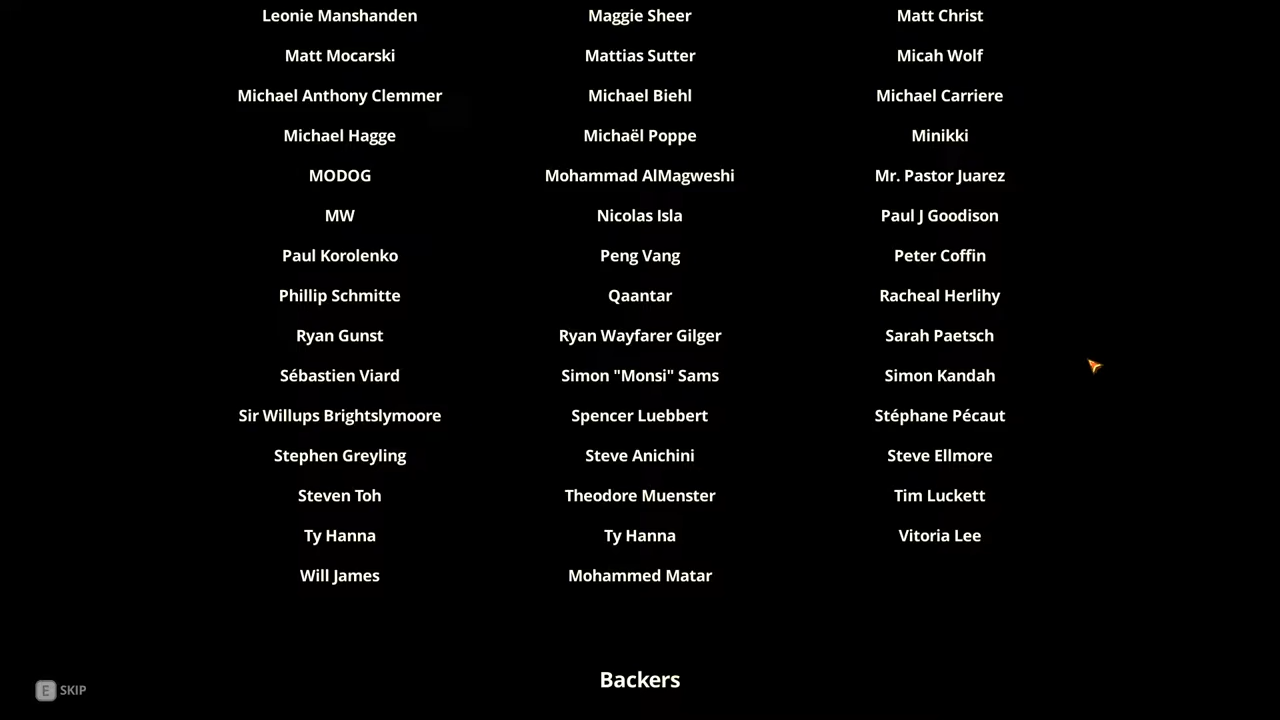 Leonie Manshanden Maggie Sheer Matt Christ
Matt Mocarski Mattias Sutter Micah Wolf
Michael Anthony Clemmer Michael Biehl Michael Carriere
Michael Hagge Michaël Poppe Minikki
MODOG Mohammad AlMagweshi Mr. Pastor Juarez
MW Nicolas Isla Paul J Goodison
Paul Korolenko Peng Vang Peter Coffin
Phillip Schmitte Qaantar Racheal Herlihy
Ryan Gunst Ryan Wayfarer Gilger Sarah Paetsch
Sébastien Viard Simon "Monsi" Sams Simon Kandah
Sir Willups Brightslymoore Spencer Luebbert Stéphane Pécaut
Stephen Greyling Steve Anichini Steve Ellmore
Steven Toh Theodore Muenster Tim Luckett
Ty Hanna Ty Hanna Vitoria Lee
Will James Mohammed Matar
Backers
E SKIP